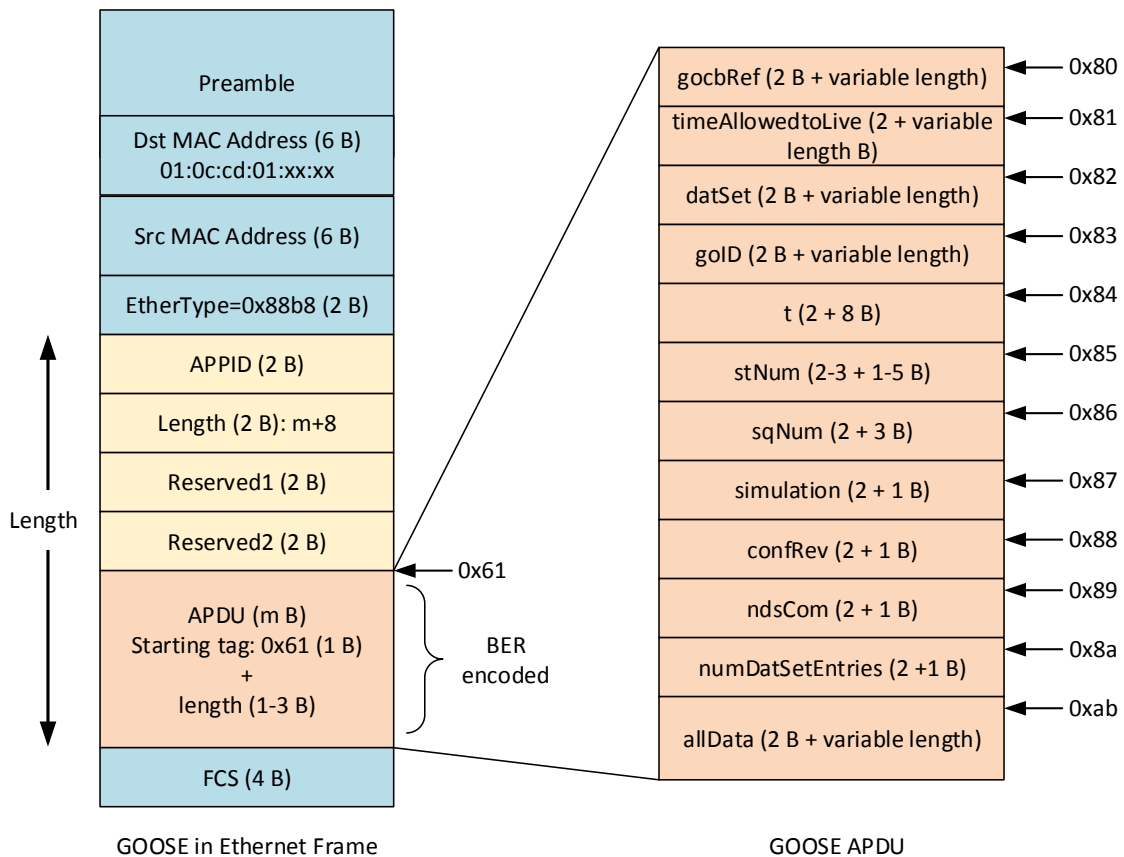 Preamble
Dst MAC Address (6 B)
01:0c:cd:01:xx:xx
Src MAC Address (6 B)
EtherType=0x88b8 (2 B)
APPID (2 B)
Length (2 B): m+8
Reserved1 (2 B)
Reserved2 (2 B)
Length
0x61
APDU (m B)
Starting tag: 0x61 (1 B)
+
length (1-3 B)
BER
encoded
FCS (4 B)
GOOSE in Ethernet Frame
gocbRef (2 B + variable length)
0x80
timeAllowedtoLive (2 + variable
length B)
0x81
datSet (2 B + variable length)
0x82
goID (2 B + variable length)
0x83
t (2 + 8 B)
0x84
stNum (2-3 + 1-5 B)
0x85
sqNum (2 + 3 B)
0x86
simulation (2 + 1 B)
0x87
confRev (2 + 1 B)
0x88
ndsCom (2 + 1 B)
0x89
numDatSetEntries (2 +1 B)
0x8a
allData (2 B + variable length)
0xab
GOOSE APDU